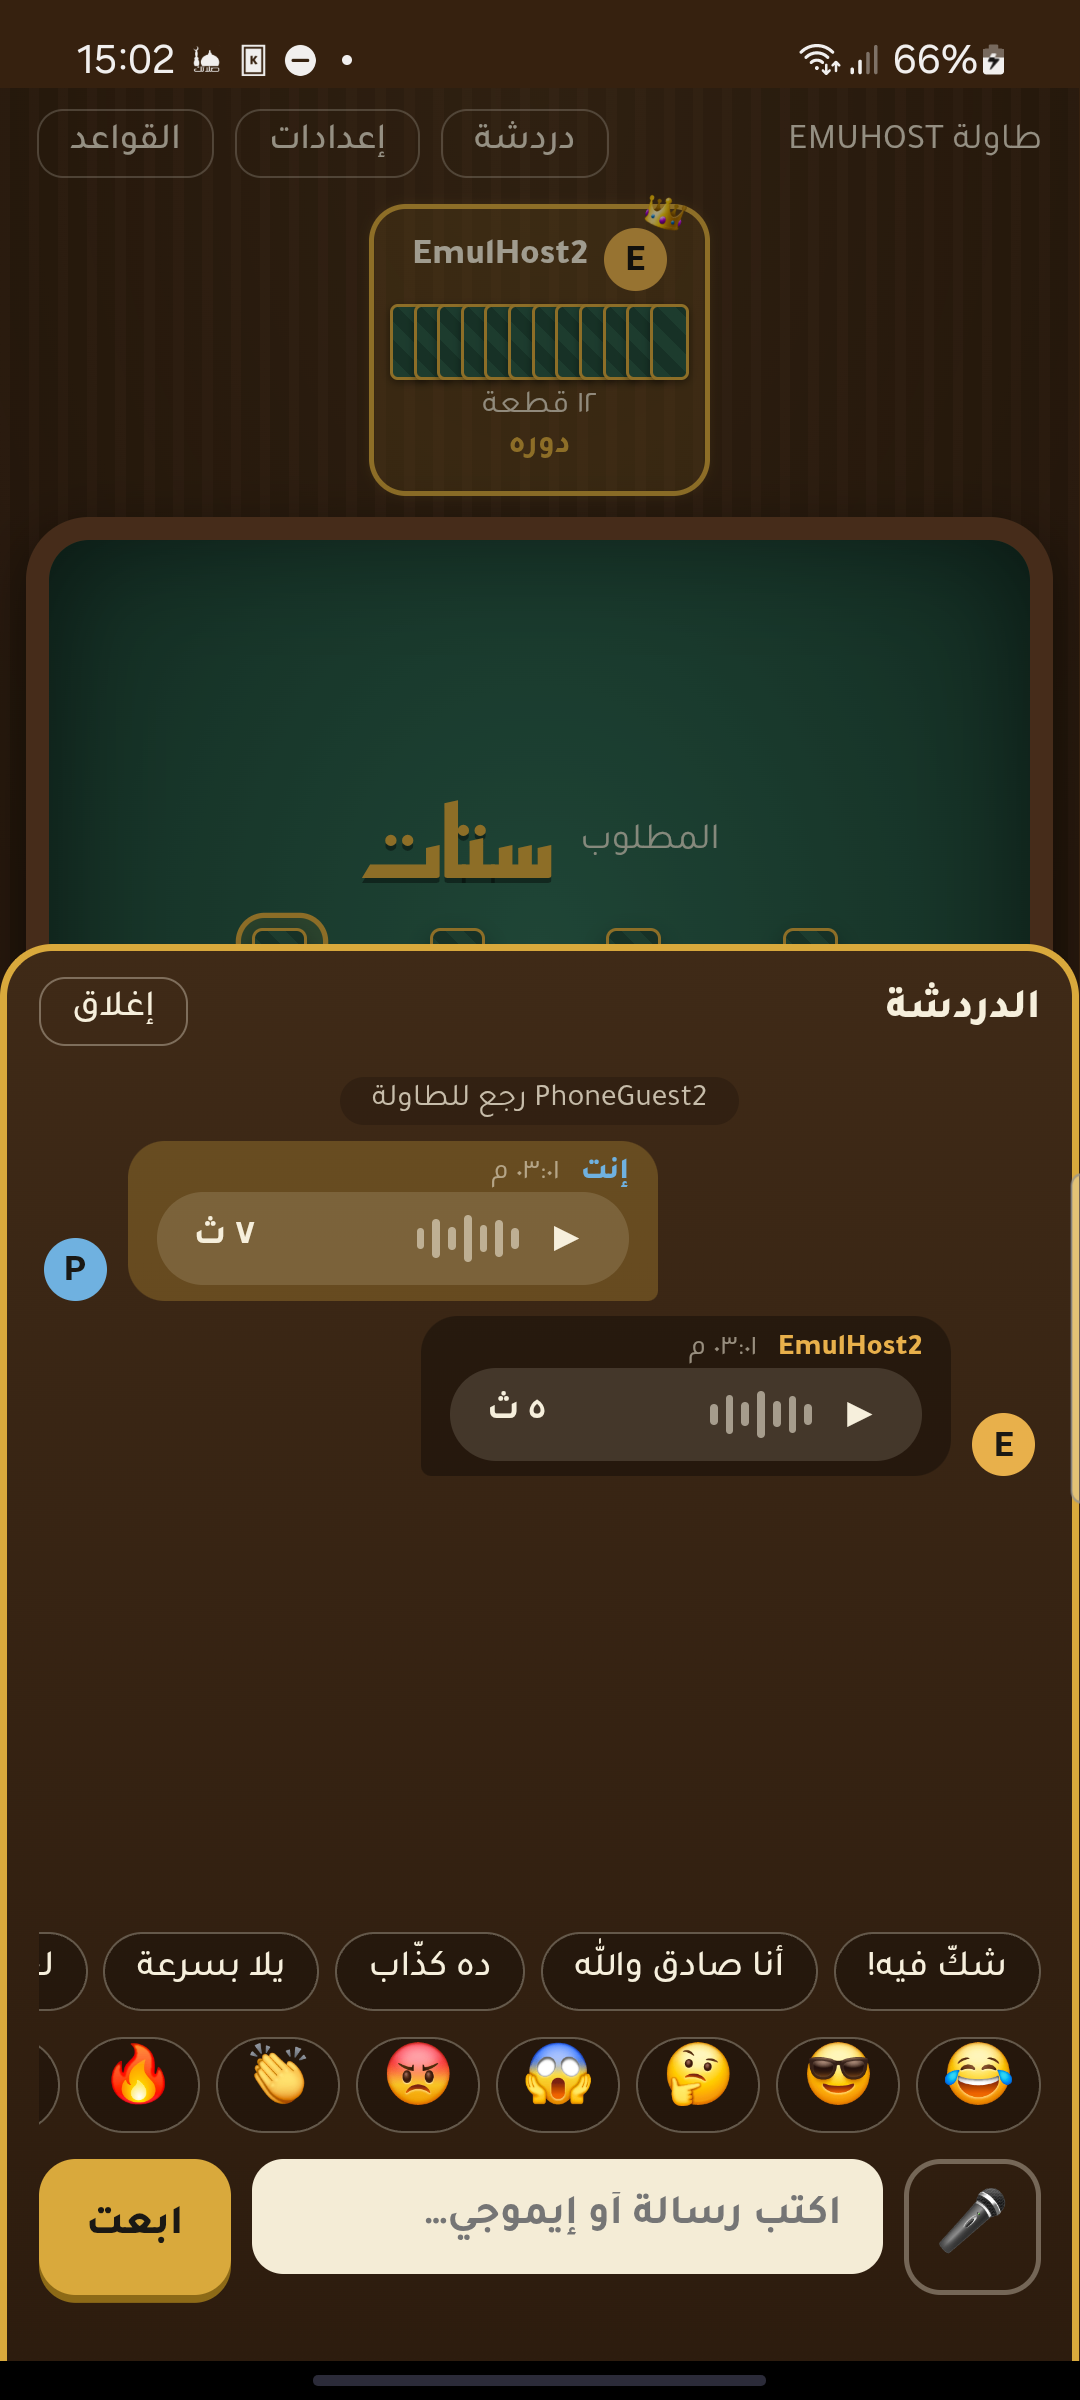 15:02
66%
طاولة EMUHOST
دردشة
إعدادات
القواعد
EmulHost2
E
١٢ قطعة
دوره
المطلوب ستات
الدردشة
إغلاق
PhoneGuest2 رجع للطاولة
إنت ٠٣:٠١ م
٧ ث
P
EmulHost2 ٠٣:٠١ م
٥ ث
E
شكّ فيه!
أنا صادق والله
ده كذّاب
يلا بسرعة
😂 😎 🤔 😱 😡 👏 🔥
اكتب رسالة أو إيموجي…
ابعت